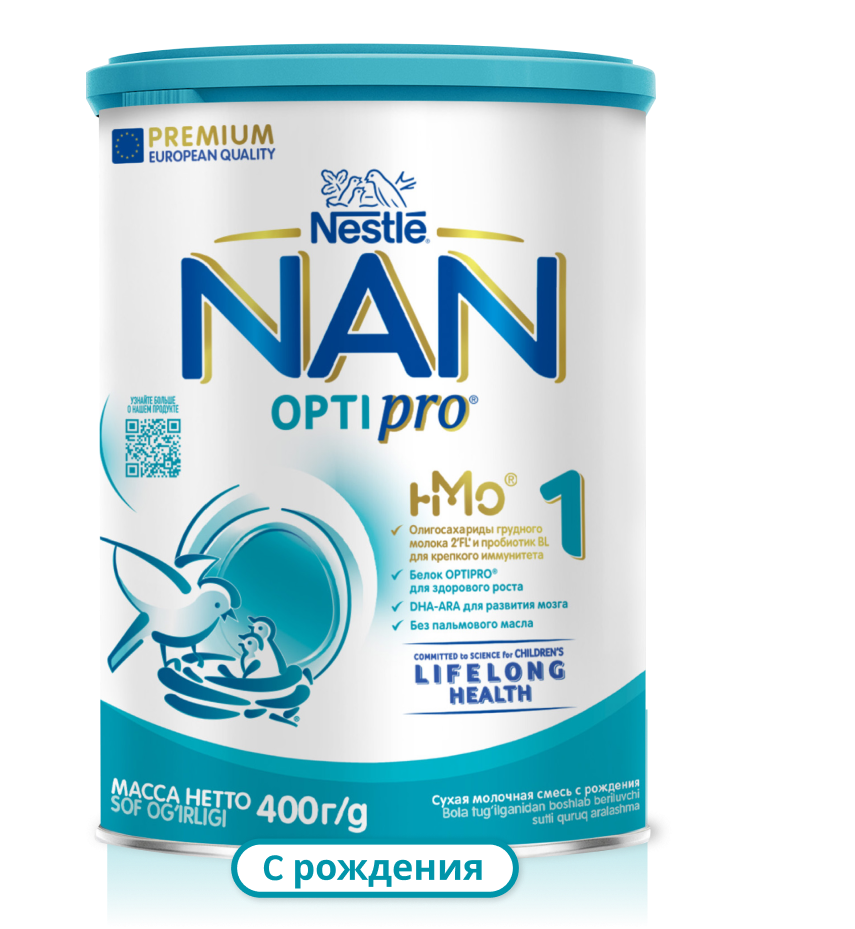 PREMIUM
EUROPEAN QUALITY
Nestlé®
NAN
OPTIpro®
УЗНАЙТЕ БОЛЬШЕ
О НАШЕМ ПРОДУКТЕ
HMO®
1
Олигосахариды грудного
молока 2'FL* и пробиотик BL
для крепкого иммунитета
Белок OPTIPRO®
для здорового роста
DHA-ARA для развития мозга
Без пальмового масла
COMMITTED to SCIENCE for CHILDREN'S
LIFELONG
HEALTH
®
МАССА НЕТТО
SOF OG'IRLIGI
400г/g
Сухая молочная смесь с рождения
Bola tug'ilganidan boshlab beriluvchi
sutli quruq aralashma
С рождения